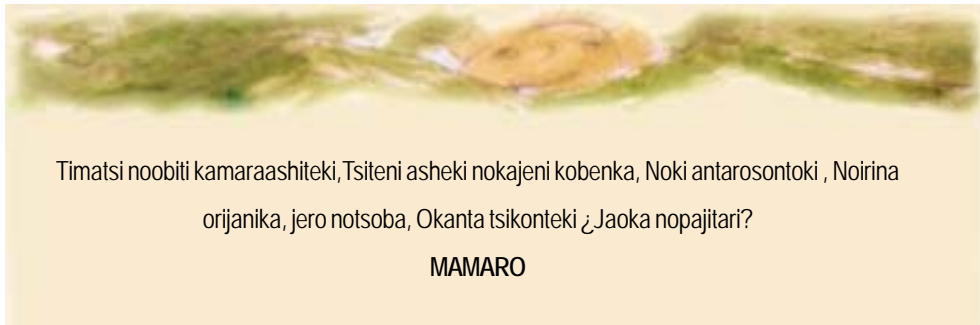 Timatsi noobiti kamaraashiteki,Tsiteni asheki nokajeni kobenka, Noki antarosontoki , Noirina
orijanika, jero notsoba, Okanta tsikonteki ¿Jaoka nopajitari?
MAMARO